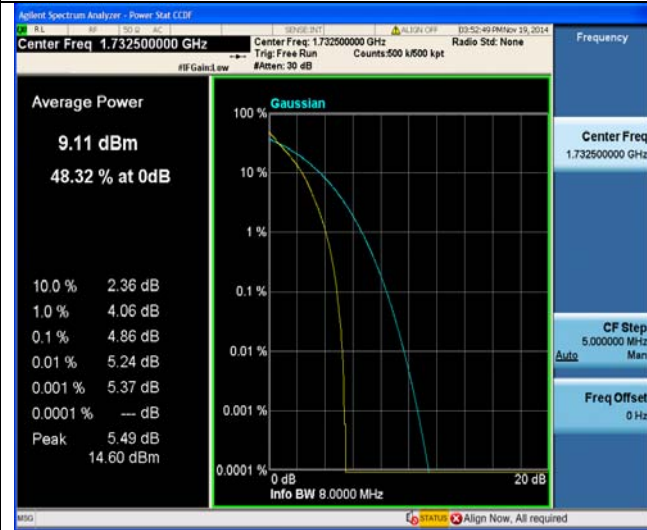 Agilent Spectrum Analyzer - Power Stat CCDF
RL RF 50 Ω AC SENSE:INT ALIGN OFF 03:52:49 PM Nov 19, 2014
Center Freq 1.732500000 GHz
Center Freq: 1.732500000 GHz Radio Std: None
Trig: Free Run Counts:500 k/500 kpt
#IFGain:Low #Atten: 30 dB
Frequency
Average Power
9.11 dBm
48.32 % at 0dB
10.0 % 2.36 dB
1.0 % 4.06 dB
0.1 % 4.86 dB
0.01 % 5.24 dB
0.001 % 5.37 dB
0.0001 % --- dB
Peak 5.49 dB
14.60 dBm
Gaussian
100 %
10 %
1 %
0.1 %
0.01 %
0.001 %
0.0001 %
0 dB 20 dB
Info BW 8.0000 MHz
Center Freq
1.732500000 GHz
CF Step
5.000000 MHz
Auto Man
Freq Offset
0 Hz
MSG STATUS Align Now, All required